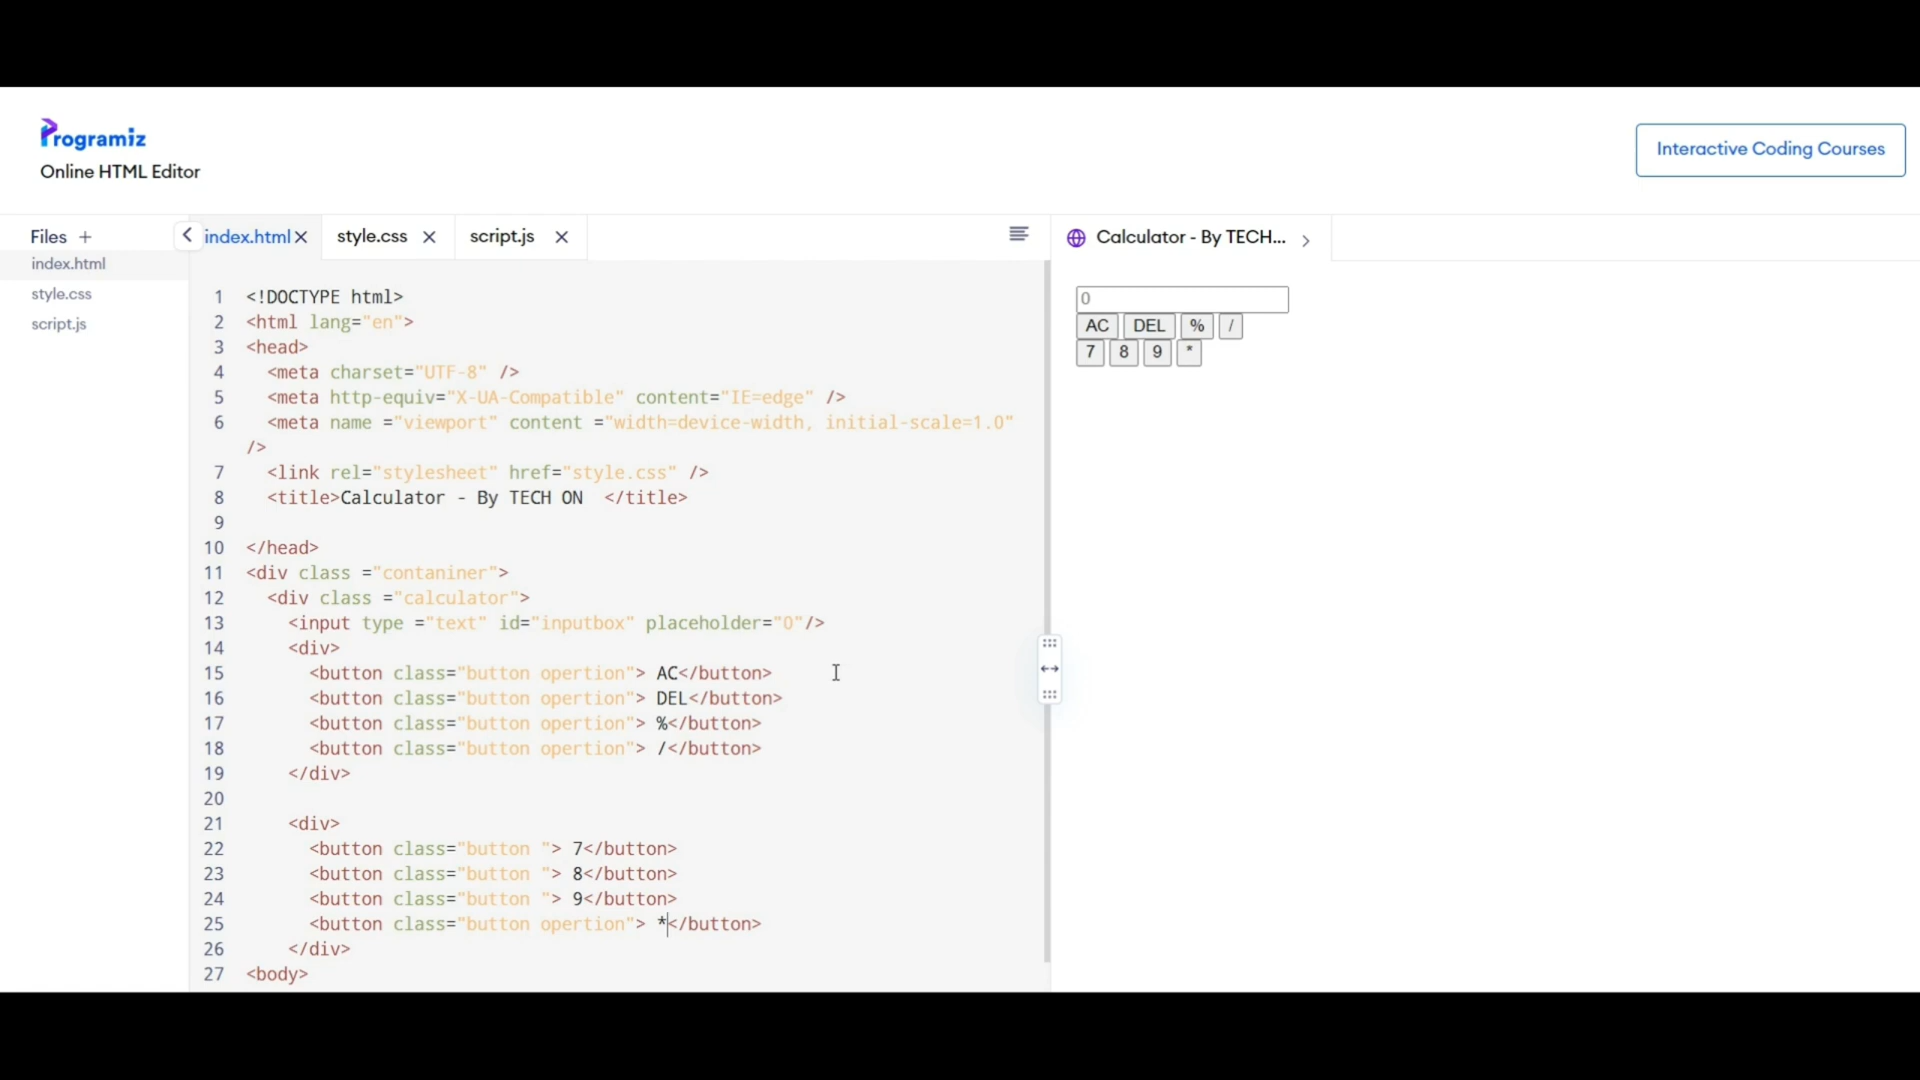 Programiz
Online HTML Editor
Interactive Coding Courses
Files +
index.html
style.css
script.js
index.html
style.css
script.js
Calculator - By TECH...
1 <!DOCTYPE html>
2 <html lang="en">
3 <head>
4 <meta charset="UTF-8" />
5 <meta http-equiv="X-UA-Compatible" content="IE=edge" />
6 <meta name ="viewport" content ="width=device-width, initial-scale=1.0"
/>
7 <link rel="stylesheet" href="style.css" />
8 <title>Calculator - By TECH ON  </title>
9
10 </head>
11 <div class ="contaniner">
12 <div class ="calculator">
13 <input type ="text" id="inputbox" placeholder="0"/>
14 <div>
15 <button class="button opertion"> AC</button>
16 <button class="button opertion"> DEL</button>
17 <button class="button opertion"> %</button>
18 <button class="button opertion"> /</button>
19 </div>
20
21 <div>
22 <button class="button "> 7</button>
23 <button class="button "> 8</button>
24 <button class="button "> 9</button>
25 <button class="button opertion"> *</button>
26 </div>
27 <body>
0
AC DEL % /
7 8 9 *